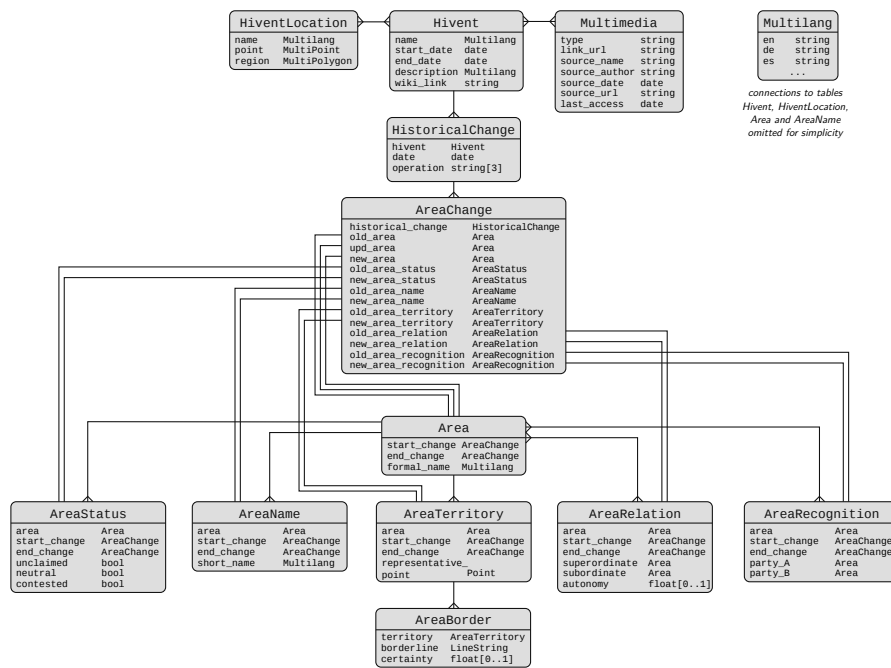 HiventLocation
name Multilang
point MultiPoint
region MultiPolygon
Hivent
name Multilang
start_date date
end_date date
description Multilang
wiki_link string
Multimedia
type string
link_url string
source_name string
source_author string
source_date date
source_url string
last_access date
Multilang
en string
de string
es string
...
connections to tables
Hivent, HiventLocation,
Area and AreaName
omitted for simplicity
HistoricalChange
hivent Hivent
date date
operation string[3]
AreaChange
historical_change HistoricalChange
old_area Area
upd_area Area
new_area Area
old_area_status AreaStatus
new_area_status AreaStatus
old_area_name AreaName
new_area_name AreaName
old_area_territory AreaTerritory
new_area_territory AreaTerritory
old_area_relation AreaRelation
new_area_relation AreaRelation
old_area_recognition AreaRecognition
new_area_recognition AreaRecognition
Area
start_change AreaChange
end_change AreaChange
formal_name Multilang
AreaStatus
area Area
start_change AreaChange
end_change AreaChange
unclaimed bool
neutral bool
contested bool
AreaName
area Area
start_change AreaChange
end_change AreaChange
short_name Multilang
AreaTerritory
area Area
start_change AreaChange
end_change AreaChange
representative_
point Point
AreaRelation
area Area
start_change AreaChange
end_change AreaChange
superordinate Area
subordinate Area
autonomy float[0..1]
AreaRecognition
area Area
start_change AreaChange
end_change AreaChange
party_A Area
party_B Area
AreaBorder
territory AreaTerritory
borderline LineString
certainty float[0..1]